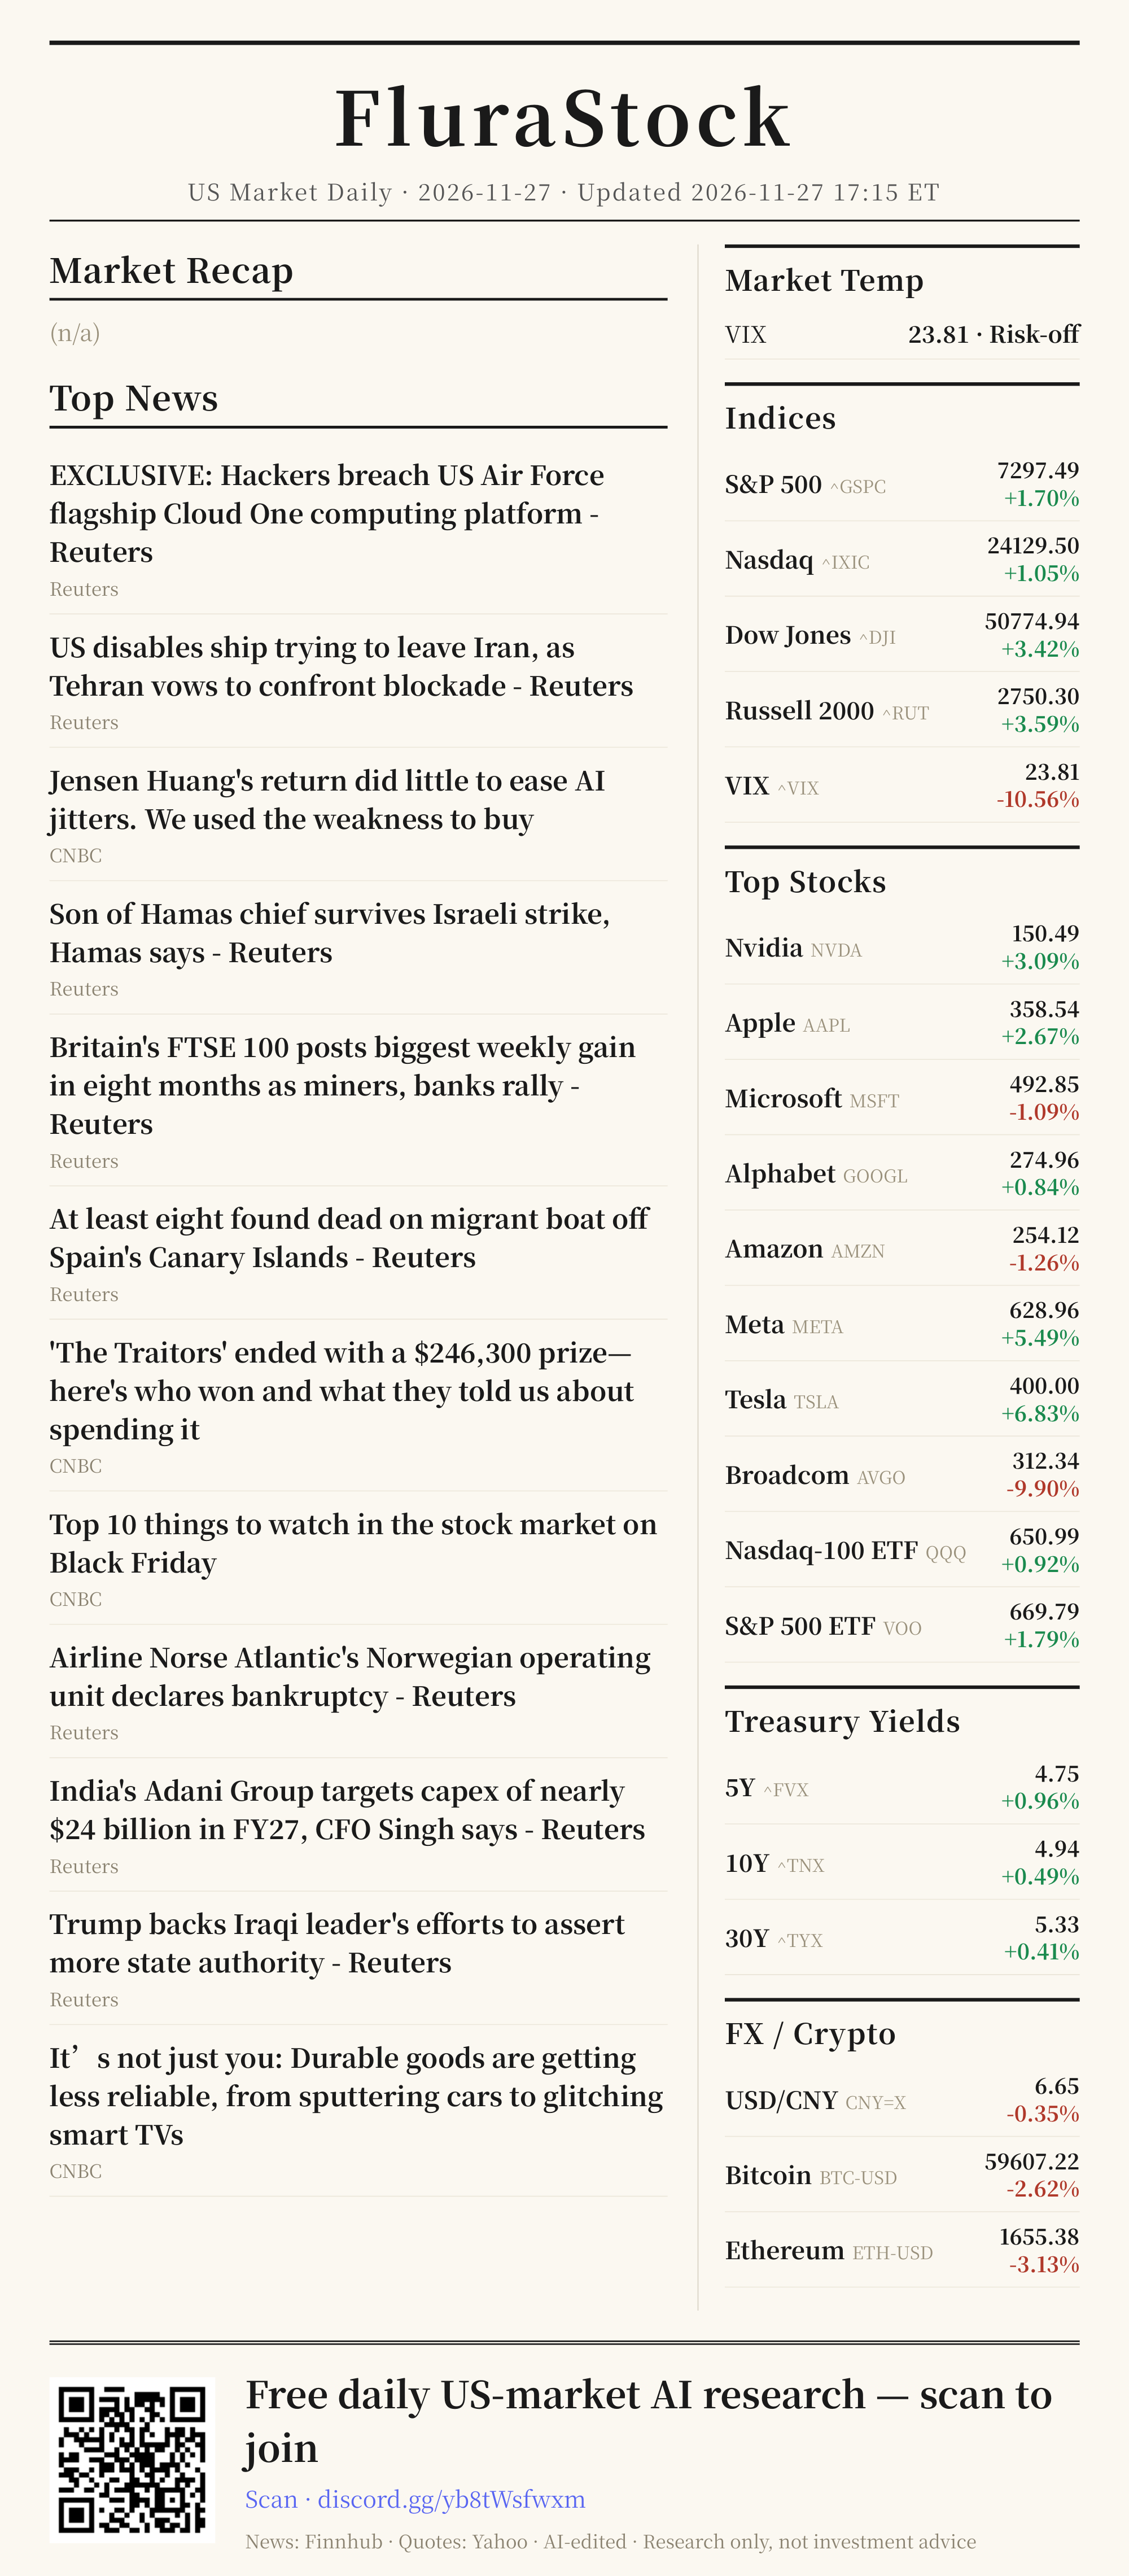 FluraStock
US Market Daily · 2026-11-27 · Updated 2026-11-27 17:15 ET
Market Recap
(n/a)
Top News
EXCLUSIVE: Hackers breach US Air Force
flagship Cloud One computing platform -
Reuters
Reuters
US disables ship trying to leave Iran, as
Tehran vows to confront blockade - Reuters
Reuters
Jensen Huang's return did little to ease AI
jitters. We used the weakness to buy
CNBC
Son of Hamas chief survives Israeli strike,
Hamas says - Reuters
Reuters
Britain's FTSE 100 posts biggest weekly gain
in eight months as miners, banks rally -
Reuters
Reuters
At least eight found dead on migrant boat off
Spain's Canary Islands - Reuters
Reuters
'The Traitors' ended with a $246,300 prize—
here's who won and what they told us about
spending it
CNBC
Top 10 things to watch in the stock market on
Black Friday
CNBC
Airline Norse Atlantic's Norwegian operating
unit declares bankruptcy - Reuters
Reuters
India's Adani Group targets capex of nearly
$24 billion in FY27, CFO Singh says - Reuters
Reuters
Trump backs Iraqi leader's efforts to assert
more state authority - Reuters
Reuters
It’s not just you: Durable goods are getting
less reliable, from sputtering cars to glitching
smart TVs
CNBC
Market Temp
VIX 23.81 · Risk-off
Indices
S&P 500 ^GSPC 7297.49
+1.70%
Nasdaq ^IXIC 24129.50
+1.05%
Dow Jones ^DJI 50774.94
+3.42%
Russell 2000 ^RUT 2750.30
+3.59%
VIX ^VIX 23.81
-10.56%
Top Stocks
Nvidia NVDA 150.49
+3.09%
Apple AAPL 358.54
+2.67%
Microsoft MSFT 492.85
-1.09%
Alphabet GOOGL 274.96
+0.84%
Amazon AMZN 254.12
-1.26%
Meta META 628.96
+5.49%
Tesla TSLA 400.00
+6.83%
Broadcom AVGO 312.34
-9.90%
Nasdaq-100 ETF QQQ 650.99
+0.92%
S&P 500 ETF VOO 669.79
+1.79%
Treasury Yields
5Y ^FVX 4.75
+0.96%
10Y ^TNX 4.94
+0.49%
30Y ^TYX 5.33
+0.41%
FX / Crypto
USD/CNY CNY=X 6.65
-0.35%
Bitcoin BTC-USD 59607.22
-2.62%
Ethereum ETH-USD 1655.38
-3.13%
Free daily US-market AI research — scan to
join
Scan · discord.gg/yb8tWsfwxm
News: Finnhub · Quotes: Yahoo · AI-edited · Research only, not investment advice